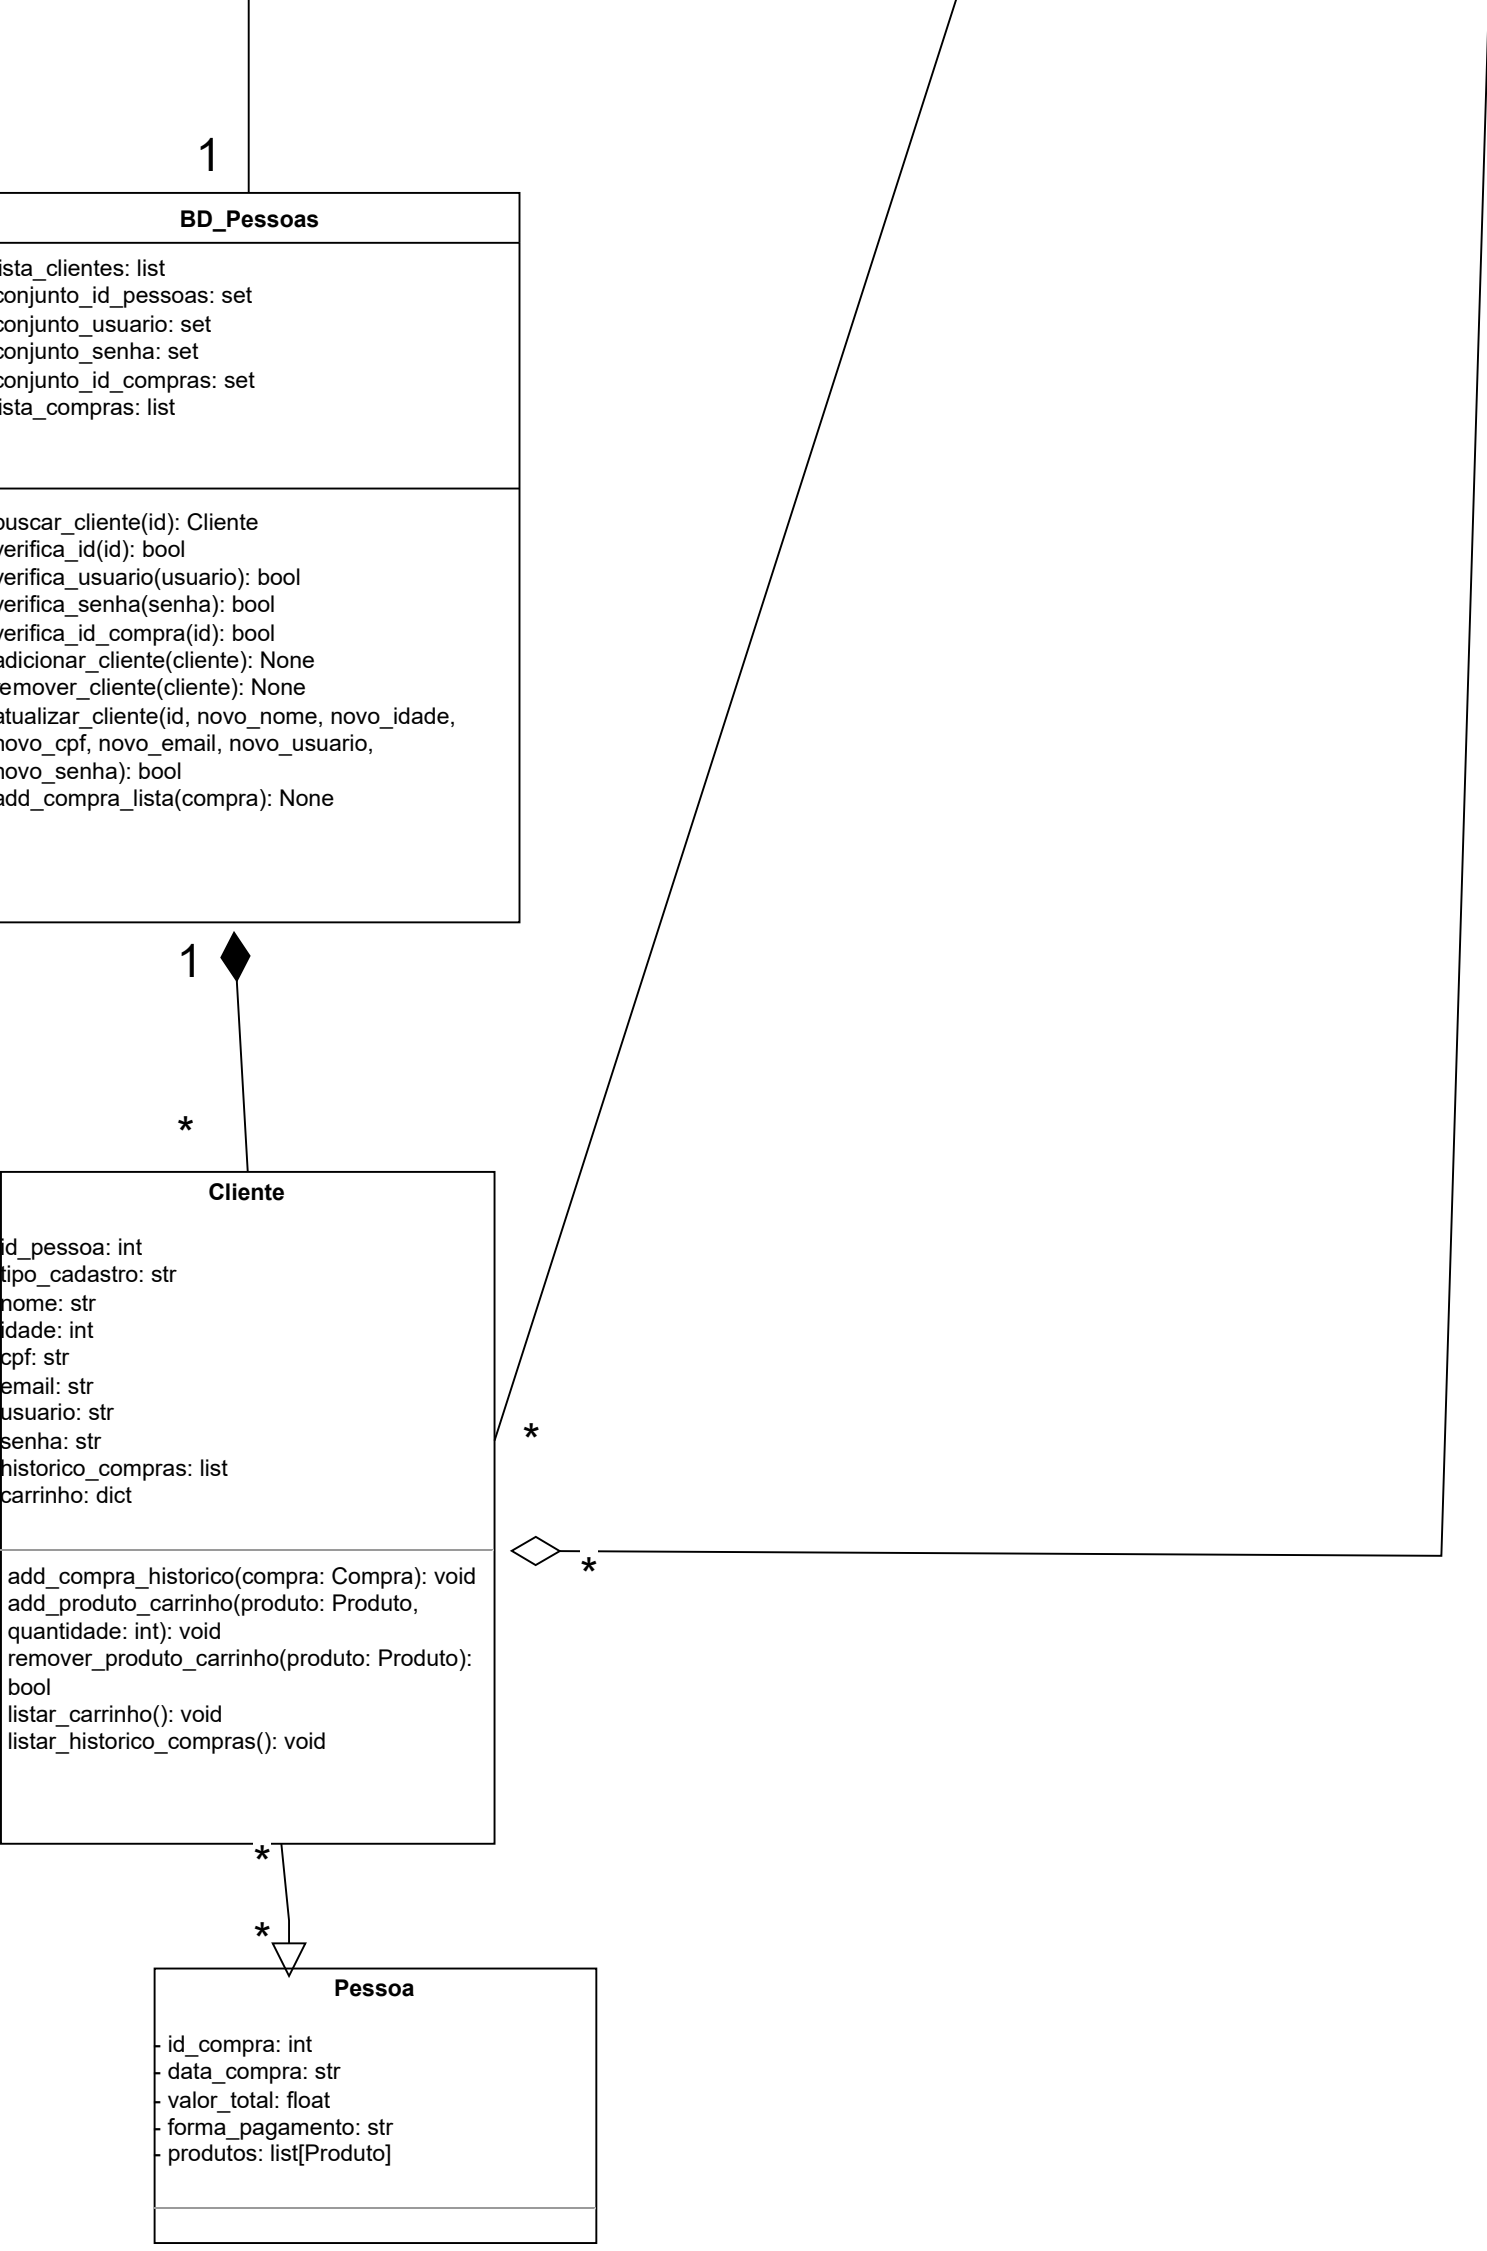 1
BD_Pessoas
ista_clientes: list
conjunto_id_pessoas: set
conjunto_usuario: set
conjunto_senha: set
conjunto_id_compras: set
ista_compras: list
buscar_cliente(id): Cliente
verifica_id(id): bool
verifica_usuario(usuario): bool
verifica_senha(senha): bool
verifica_id_compra(id): bool
adicionar_cliente(cliente): None
remover_cliente(cliente): None
atualizar_cliente(id, novo_nome, novo_idade,
novo_cpf, novo_email, novo_usuario,
novo_senha): bool
add_compra_lista(compra): None
1
*
Cliente
id_pessoa: int
tipo_cadastro: str
nome: str
idade: int
cpf: str
email: str
usuario: str
senha: str
historico_compras: list
carrinho: dict
*
*
add_compra_historico(compra: Compra): void
add_produto_carrinho(produto: Produto,
quantidade: int): void
remover_produto_carrinho(produto: Produto):
bool
listar_carrinho(): void
listar_historico_compras(): void
*
*
Pessoa
- id_compra: int
- data_compra: str
- valor_total: float
- forma_pagamento: str
- produtos: list[Produto]